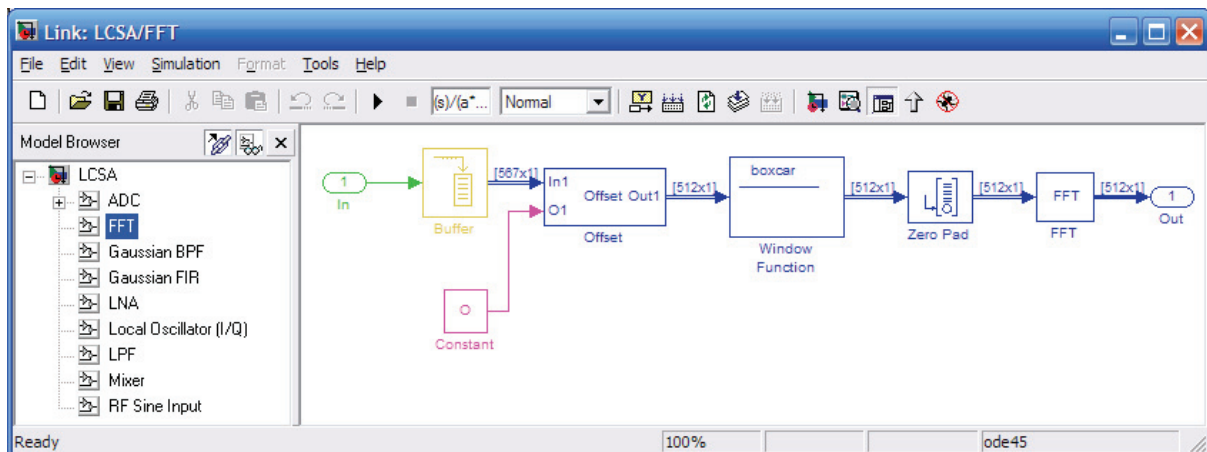 Link: LCSA/FFT
File Edit View Simulation Format Tools Help
(s)/(a*... Normal
Model Browser
LCSA
ADC
FFT
Gaussian BPF
Gaussian FIR
LNA
Local Oscillator (I/Q)
LPF
Mixer
RF Sine Input
1
In
Buffer
[567x1]
In1
O1
Offset Out1
Offset
[512x1]
boxcar
Window
Function
[512x1]
Zero Pad
[512x1]
FFT
FFT
[512x1]
1
Out
O
Constant
Ready 100% ode45